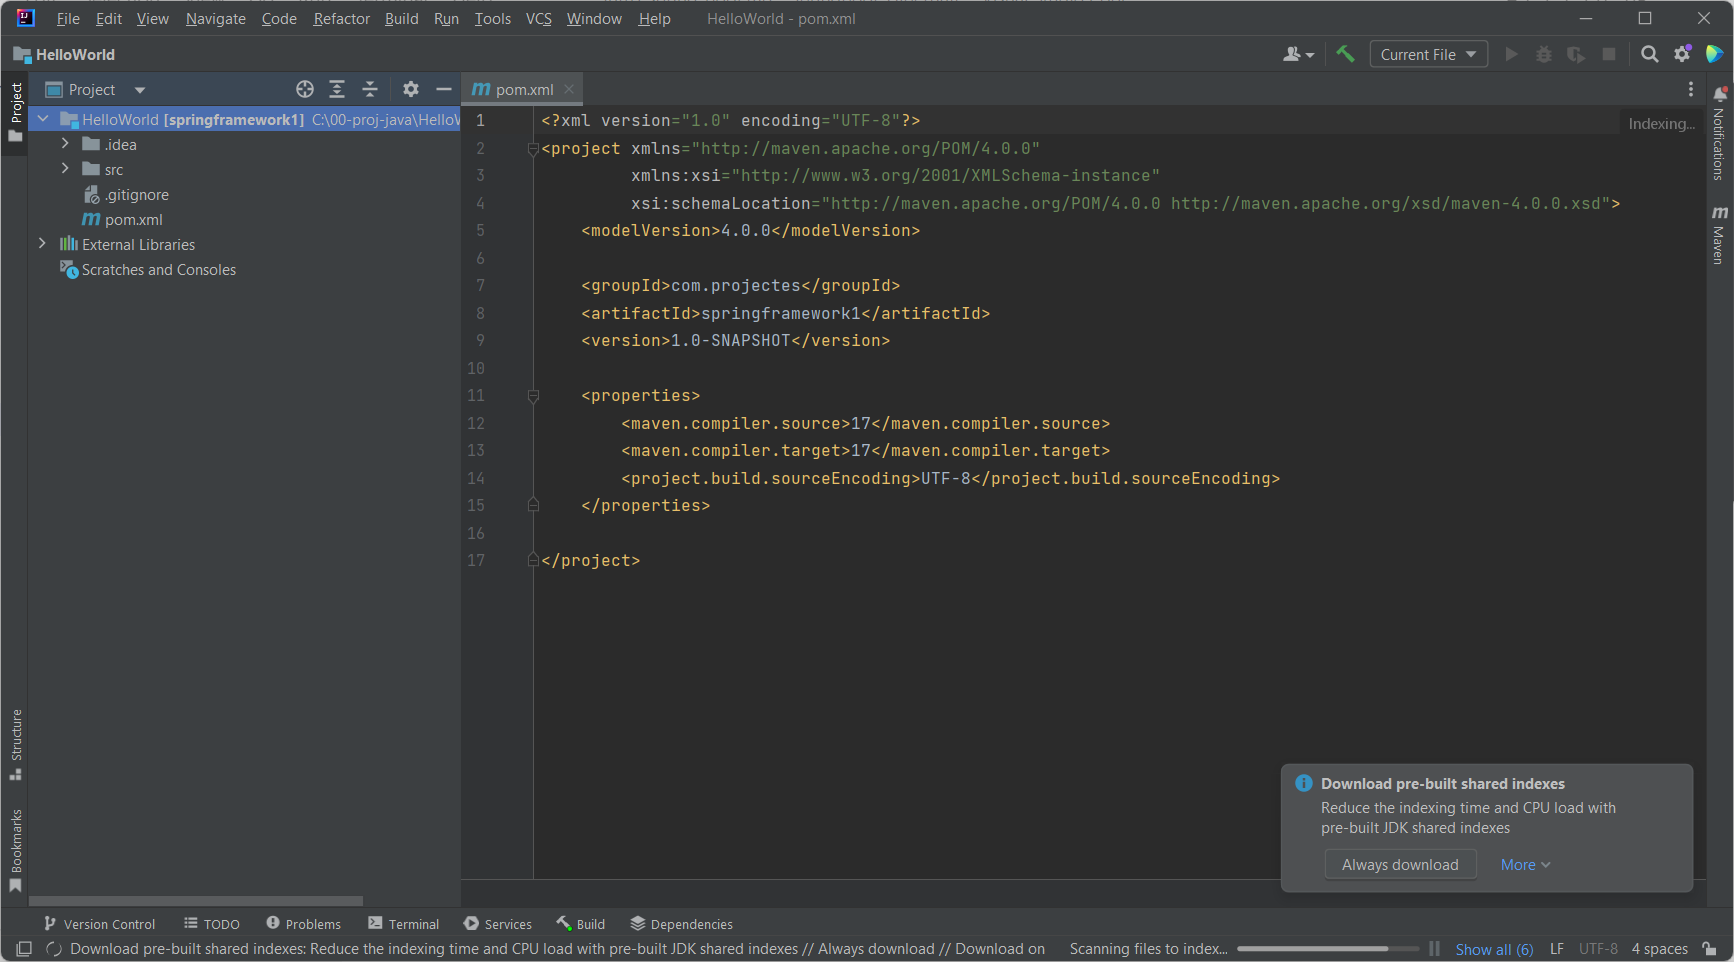 File Edit View Navigate Code Refactor Build Run Tools VCS Window Help HelloWorld - pom.xml
HelloWorld
Current File
Project
Project
pom.xml
HelloWorld [springframework1] C:\00-proj-java\Hello
.idea
src
.gitignore
pom.xml
External Libraries
Scratches and Consoles
1 <?xml version="1.0" encoding="UTF-8"?>
Indexing...
2 <project xmlns="http://maven.apache.org/POM/4.0.0"
3 xmlns:xsi="http://www.w3.org/2001/XMLSchema-instance"
4 xsi:schemaLocation="http://maven.apache.org/POM/4.0.0 http://maven.apache.org/xsd/maven-4.0.0.xsd">
5 <modelVersion>4.0.0</modelVersion>
6
7 <groupId>com.projectes</groupId>
8 <artifactId>springframework1</artifactId>
9 <version>1.0-SNAPSHOT</version>
10
11 <properties>
12 <maven.compiler.source>17</maven.compiler.source>
13 <maven.compiler.target>17</maven.compiler.target>
14 <project.build.sourceEncoding>UTF-8</project.build.sourceEncoding>
15 </properties>
16
17 </project>
Notifications
Maven
Structure
Bookmarks
Download pre-built shared indexes
Reduce the indexing time and CPU load with
pre-built JDK shared indexes
Always download More
Version Control TODO Problems Terminal Services Build Dependencies
Download pre-built shared indexes: Reduce the indexing time and CPU load with pre-built JDK shared indexes // Always download // Download on Scanning files to index... Show all (6) LF UTF-8 4 spaces